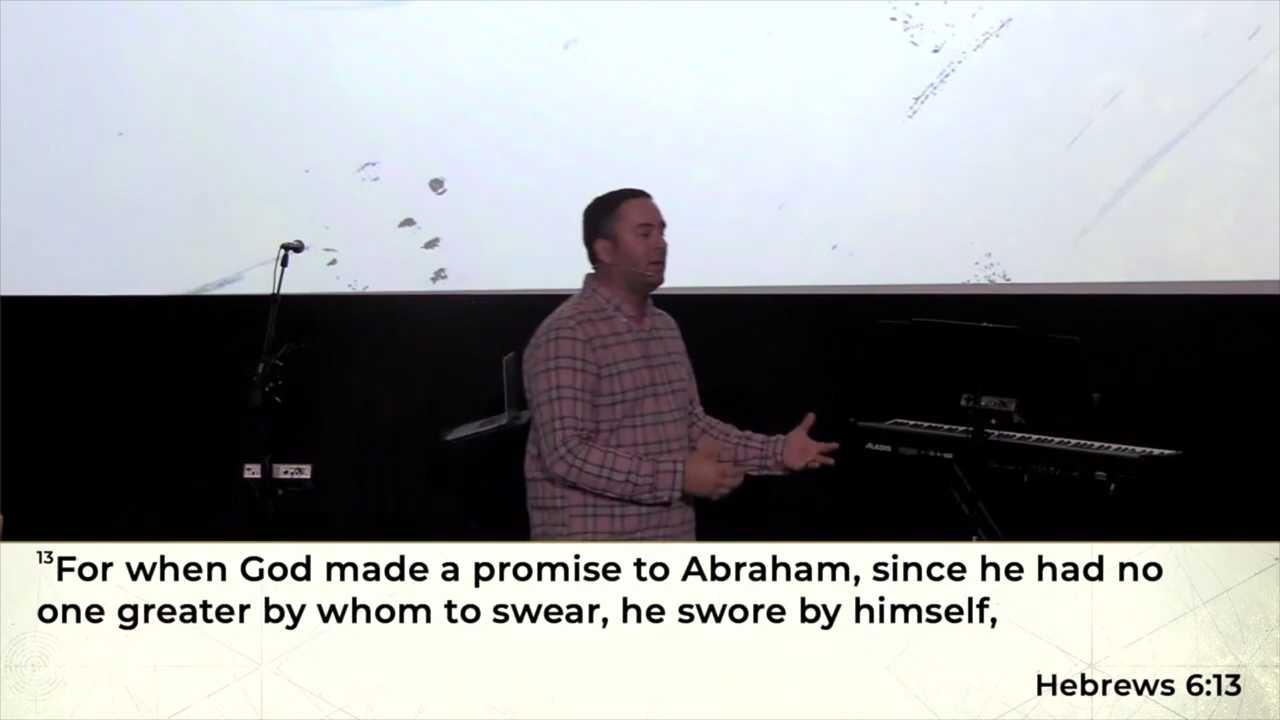 ALESIS
¹³For when God made a promise to Abraham, since he had no
one greater by whom to swear, he swore by himself,
Hebrews 6:13